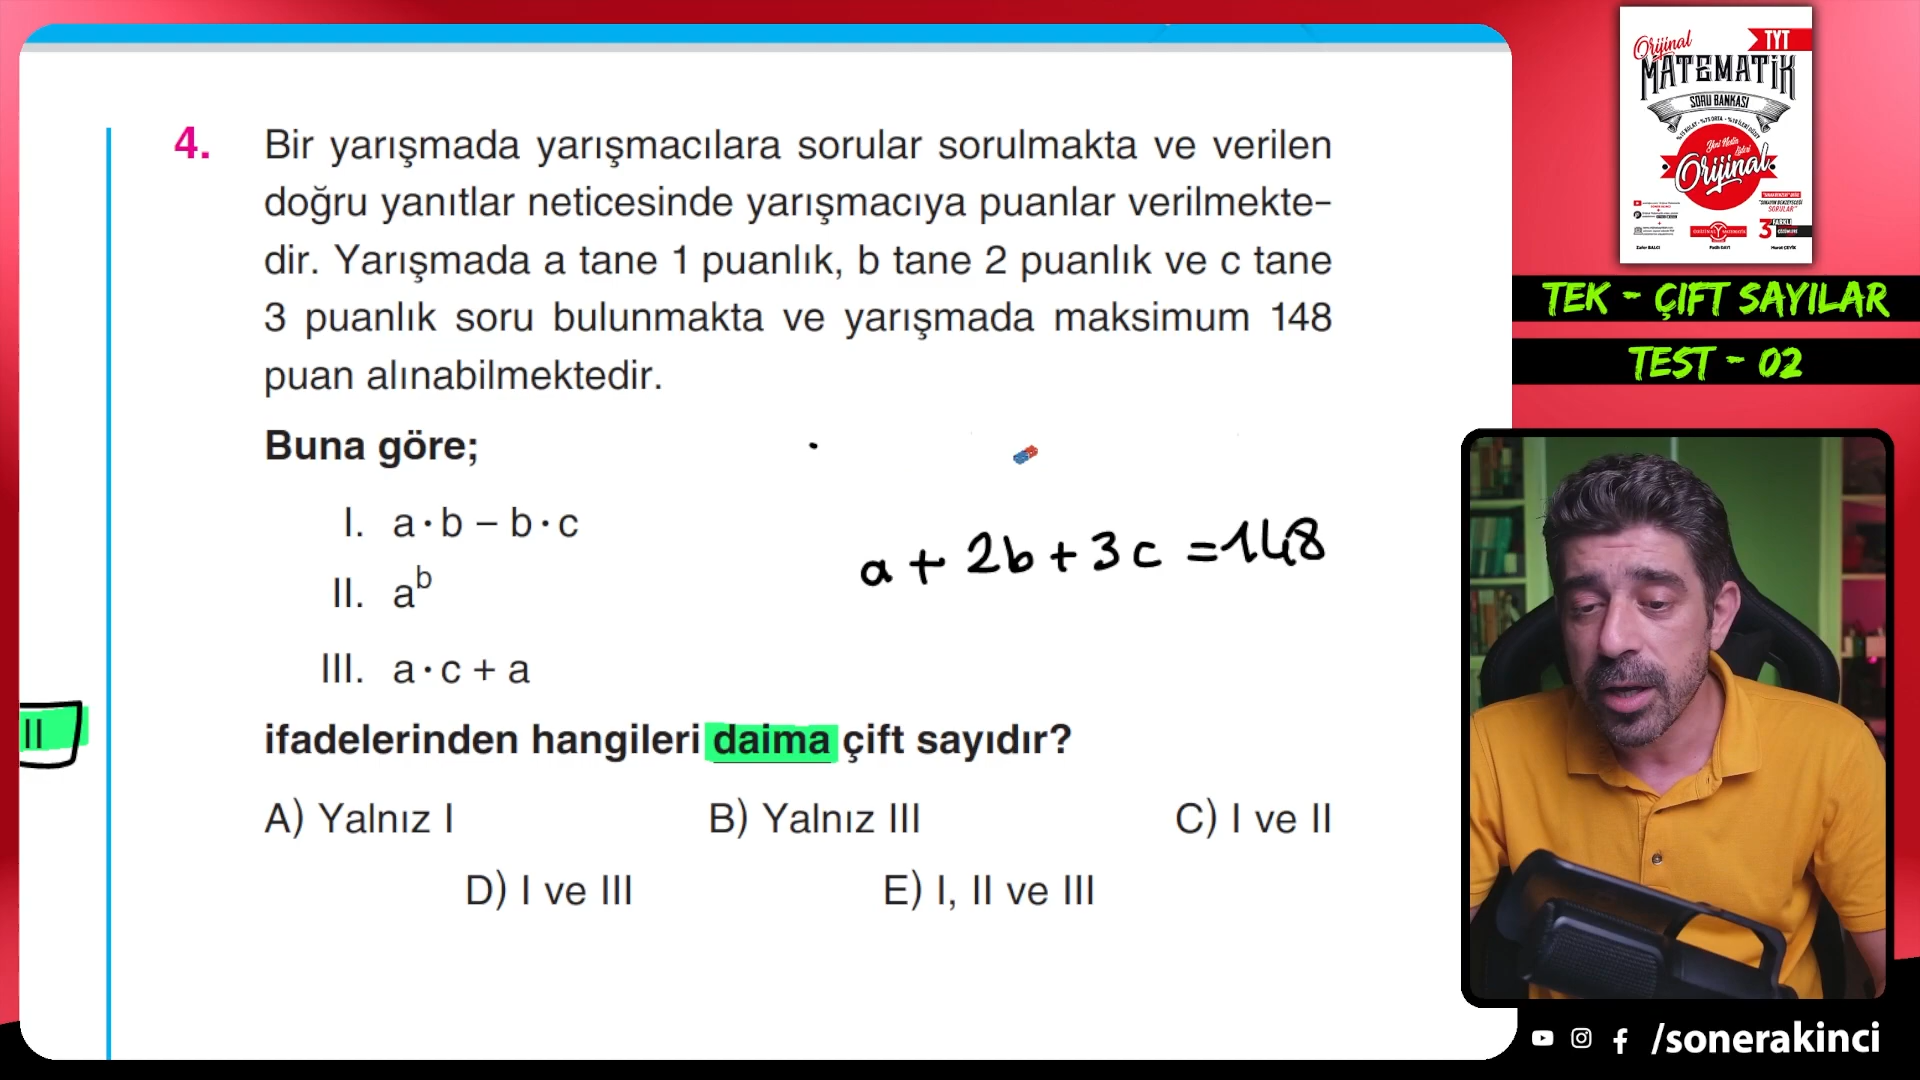 4. Bir yarışmada yarışmacılara sorular sorulmakta ve verilen
doğru yanıtlar neticesinde yarışmacıya puanlar verilmekte-
dir. Yarışmada a tane 1 puanlık, b tane 2 puanlık ve c tane
3 puanlık soru bulunmakta ve yarışmada maksimum 148
puan alınabilmektedir.
Buna göre;
I. a·b – b·c
II. a^b
III. a·c + a
a + 2b + 3c = 148
II
ifadelerinden hangileri daima çift sayıdır?
A) Yalnız I
B) Yalnız III
C) I ve II
D) I ve III
E) I, II ve III
Orijinal
TYT
MATEMATİK
SORU BANKASI
Orijinal
TEK - ÇIFT SAYILAR
TEST - 02
/sonerakinci